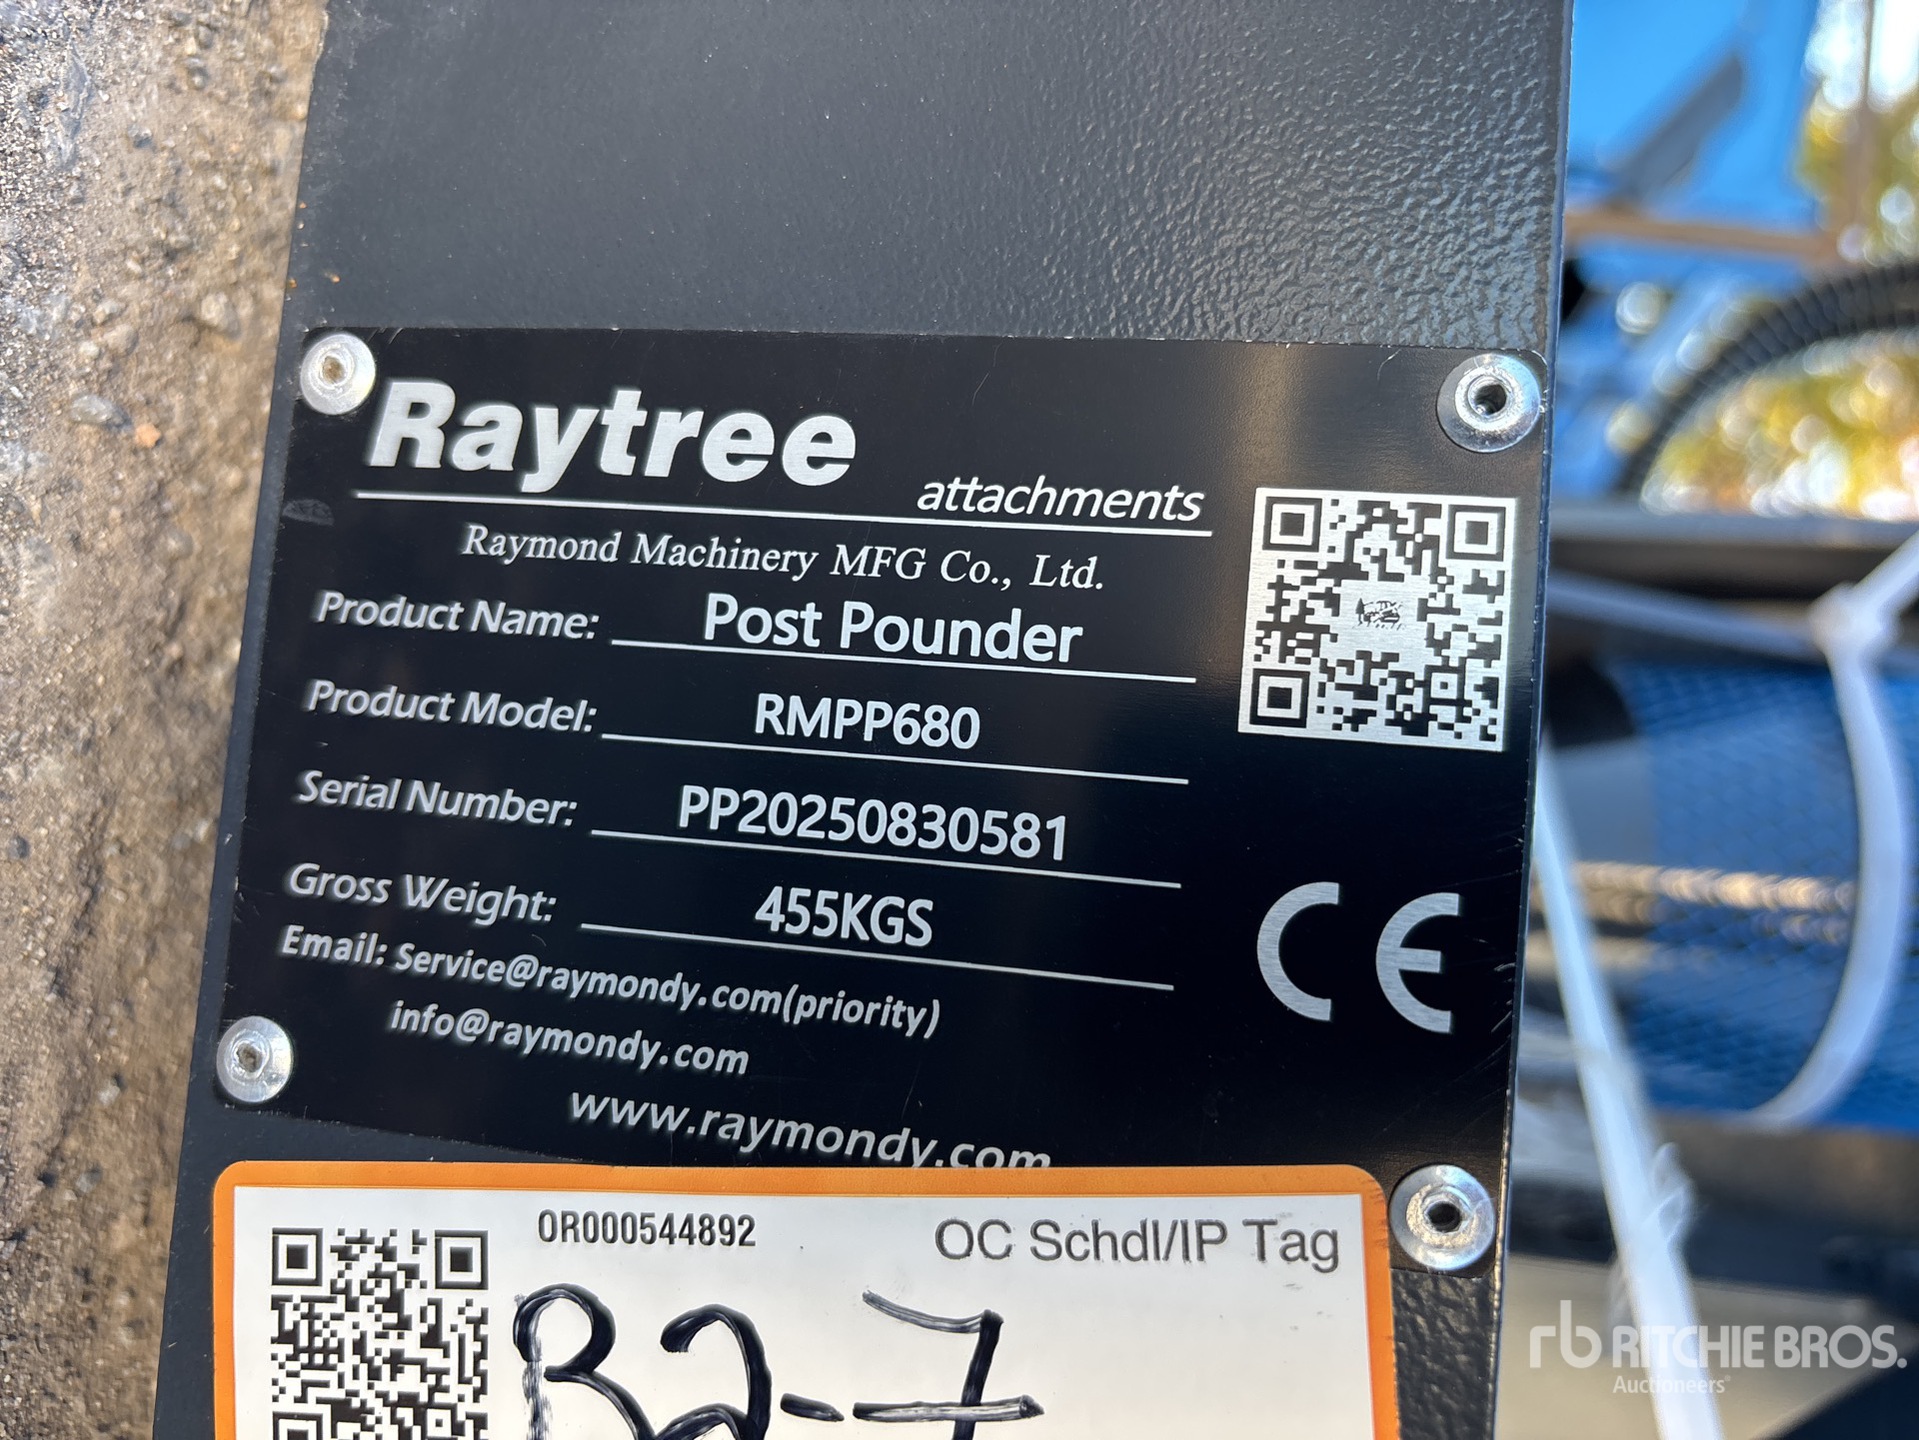 Raytree
attachments
Raymond Machinery MFG Co., Ltd.
Product Name: Post Pounder
Product Model: RMPP680
Serial Number: PP20250830581
Gross Weight: 455KGS
Email: Service@raymondy.com(priority)
info@raymondy.com
www.raymondy.com
CE
OR000544892
OC Schdl/IP Tag
R2-7
rb RITCHIE BROS.
Auctioneers